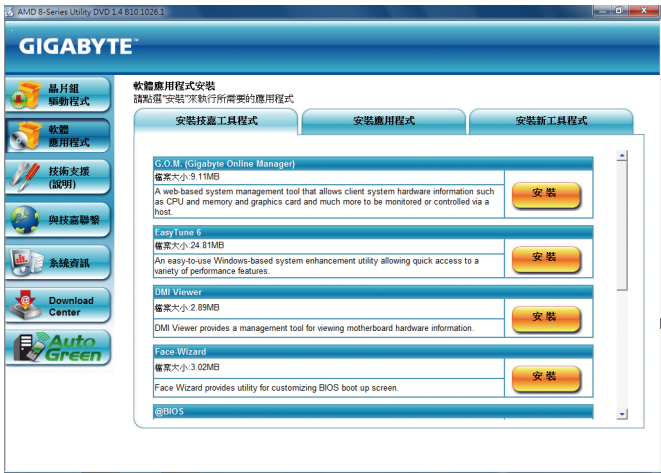 AMD 8-Series Utility DVD 1.4 B10.1026.1
GIGABYTE™
晶片組
驅動程式
軟體
應用程式
技術支援
(說明)
與技嘉聯繫
系統資訊
Download
Center
Auto
Green
軟體應用程式安裝
請點選"安裝"來執行所需要的應用程式
安裝技嘉工具程式
安裝應用程式
安裝新工具程式
G.O.M. (Gigabyte Online Manager)
檔案大小:9.11MB
A web-based system management tool that allows client system hardware information such
as CPU and memory and graphics card and much more to be monitored or controlled via a
host.
安裝
EasyTune 6
檔案大小:24.81MB
An easy-to-use Windows-based system enhancement utility allowing quick access to a
variety of performance features.
安裝
DMI Viewer
檔案大小:2.89MB
DMI Viewer provides a management tool for viewing motherboard hardware information.
安裝
Face-Wizard
檔案大小:3.02MB
Face Wizard provides utility for customizing BIOS boot up screen.
安裝
@BIOS